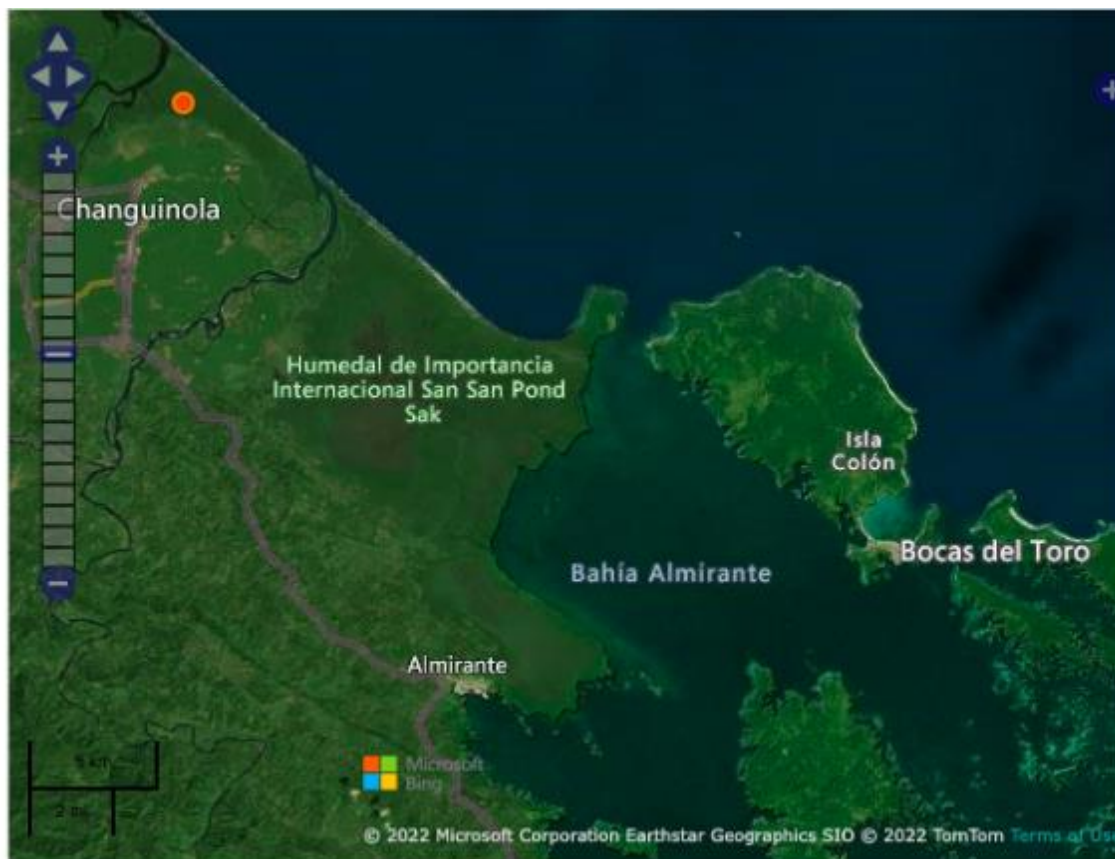 Changuinola
Humedal de Importancia
Internacional San San Pond
Sak
Isla
Colón
Bocas del Toro
Bahía Almirante
Almirante
5 km
2 mi
Microsoft
Bing
© 2022 Microsoft Corporation Earthstar Geographics SIO © 2022 TomTom Terms of Use